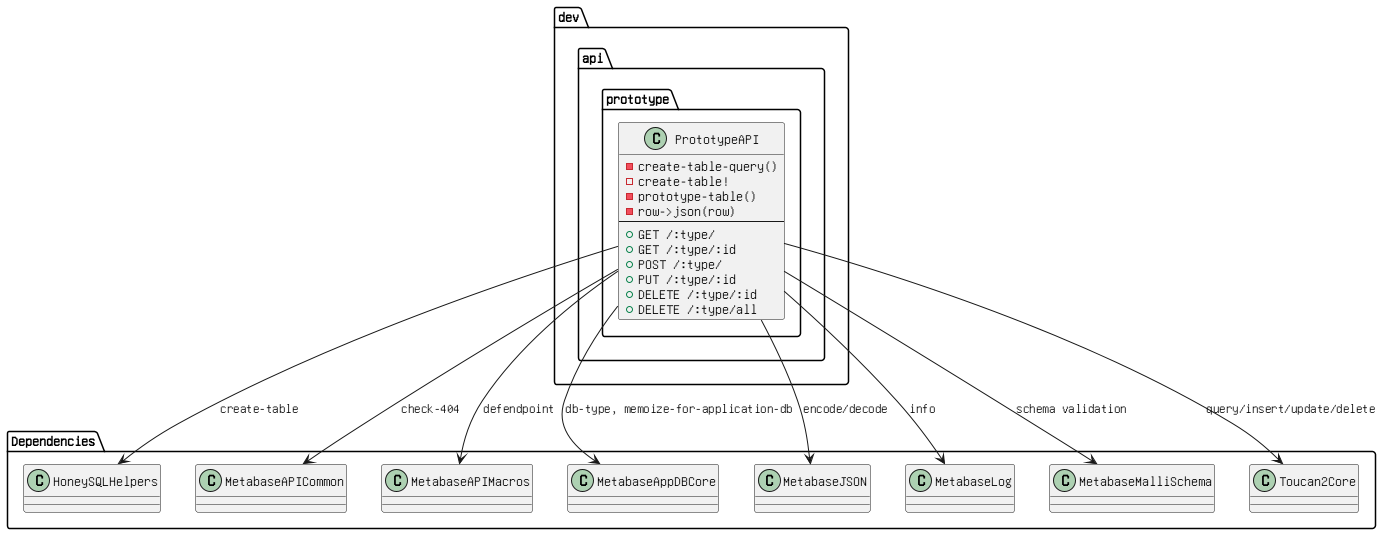 dev
api
prototype
C PrototypeAPI
create-table-query()
create-table!
prototype-table()
row->json(row)
GET /:type/
GET /:type/:id
POST /:type/
PUT /:type/:id
DELETE /:type/:id
DELETE /:type/all
create-table
check-404
defendpoint
db-type, memoize-for-application-db
encode/decode
info
schema validation
query/insert/update/delete
Dependencies
C HoneySQLHelpers
C MetabaseAPICommon
C MetabaseAPIMacros
C MetabaseAppDBCore
C MetabaseJSON
C MetabaseLog
C MetabaseMalliSchema
C Toucan2Core